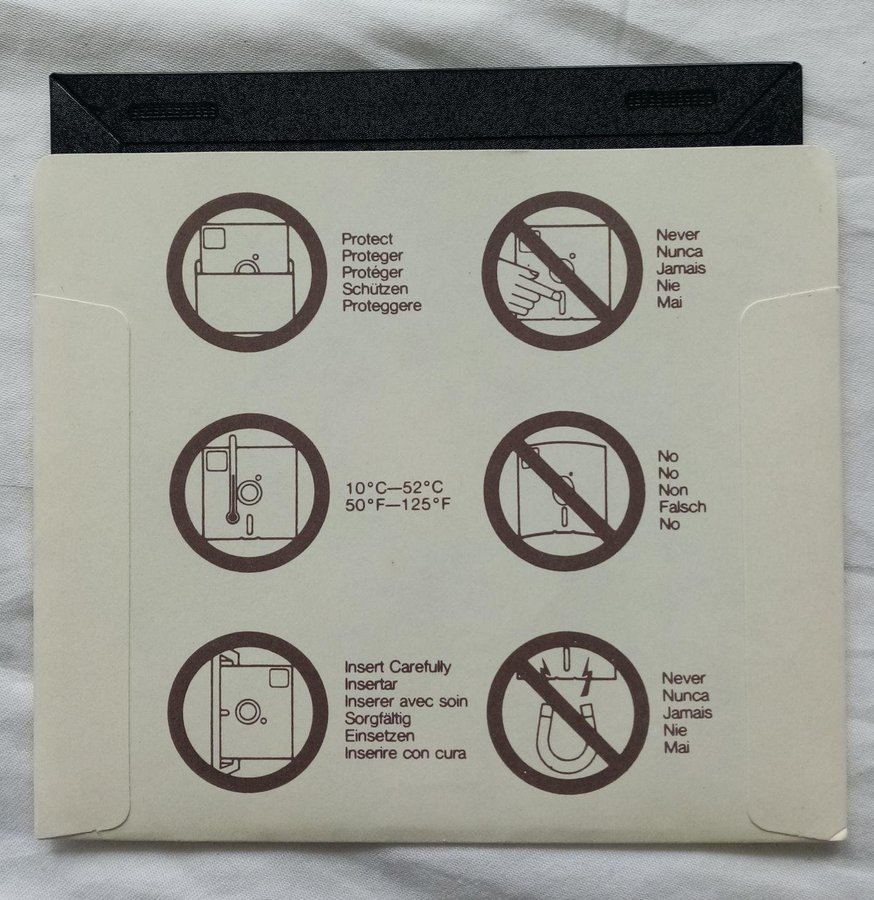 Protect
Proteger
Protéger
Schützen
Proteggere
Never
Nunca
Jamais
Nie
Mai
10°C—52°C
50°F—125°F
No
No
Non
Falsch
No
Insert Carefully
Insertar
Inserer avec soin
Sorgfältig
Einsetzen
Inserire con cura
Never
Nunca
Jamais
Nie
Mai